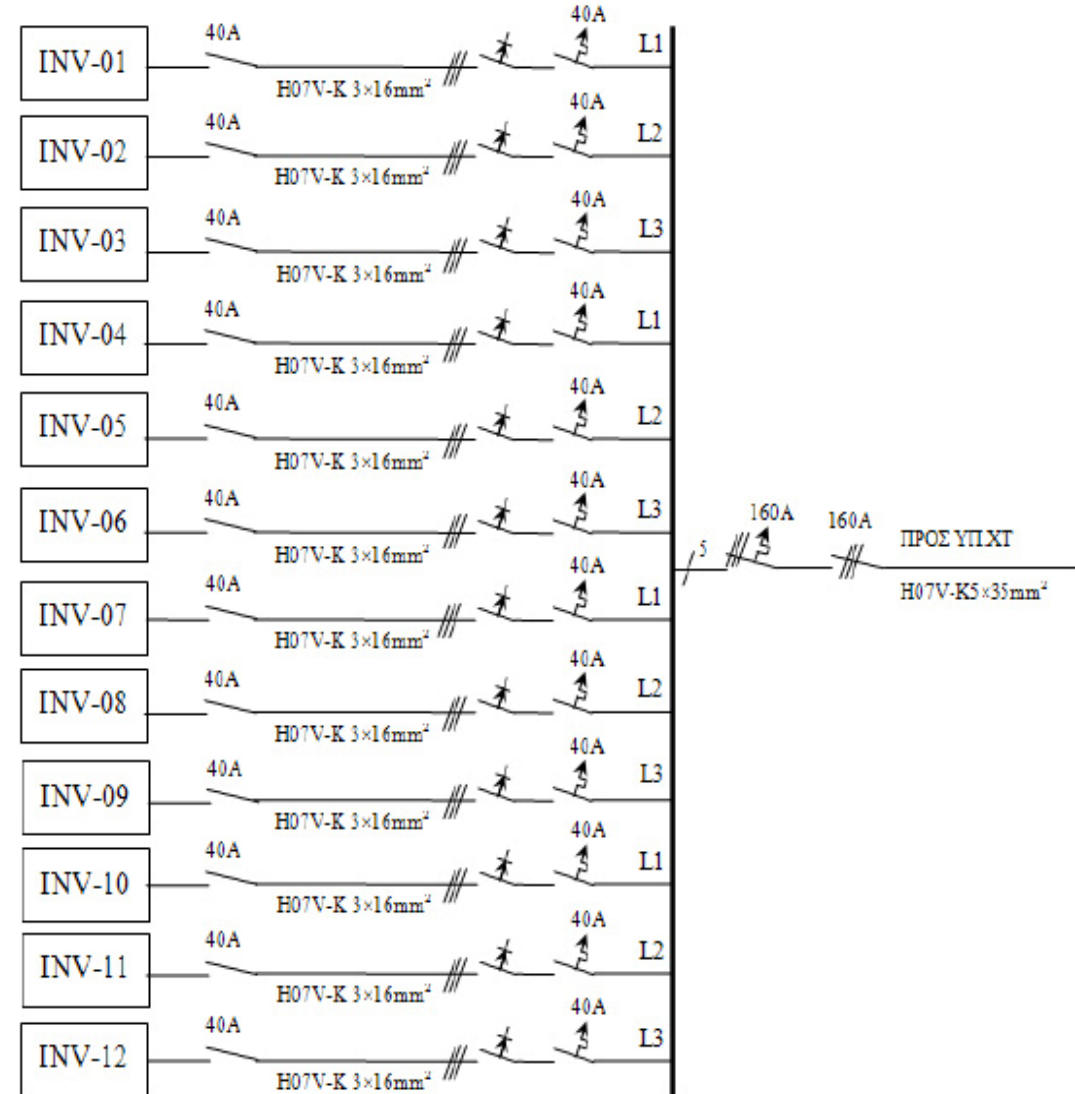 40A 40A L1
INV-01
H07V-K 3×16mm²
40A 40A L2
INV-02
H07V-K 3×16mm²
40A 40A L3
INV-03
H07V-K 3×16mm²
40A 40A L1
INV-04
H07V-K 3×16mm²
40A 40A L2
INV-05
H07V-K 3×16mm²
40A 40A L3
INV-06
H07V-K 3×16mm²
160A 160A ΠΡΟΣ ΥΠ.ΧΤ
5
H07V-K5×35mm²
40A 40A L1
INV-07
H07V-K 3×16mm²
40A 40A L2
INV-08
H07V-K 3×16mm²
40A 40A L3
INV-09
H07V-K 3×16mm²
40A 40A L1
INV-10
H07V-K 3×16mm²
40A 40A L2
INV-11
H07V-K 3×16mm²
40A 40A L3
INV-12
H07V-K 3×16mm²